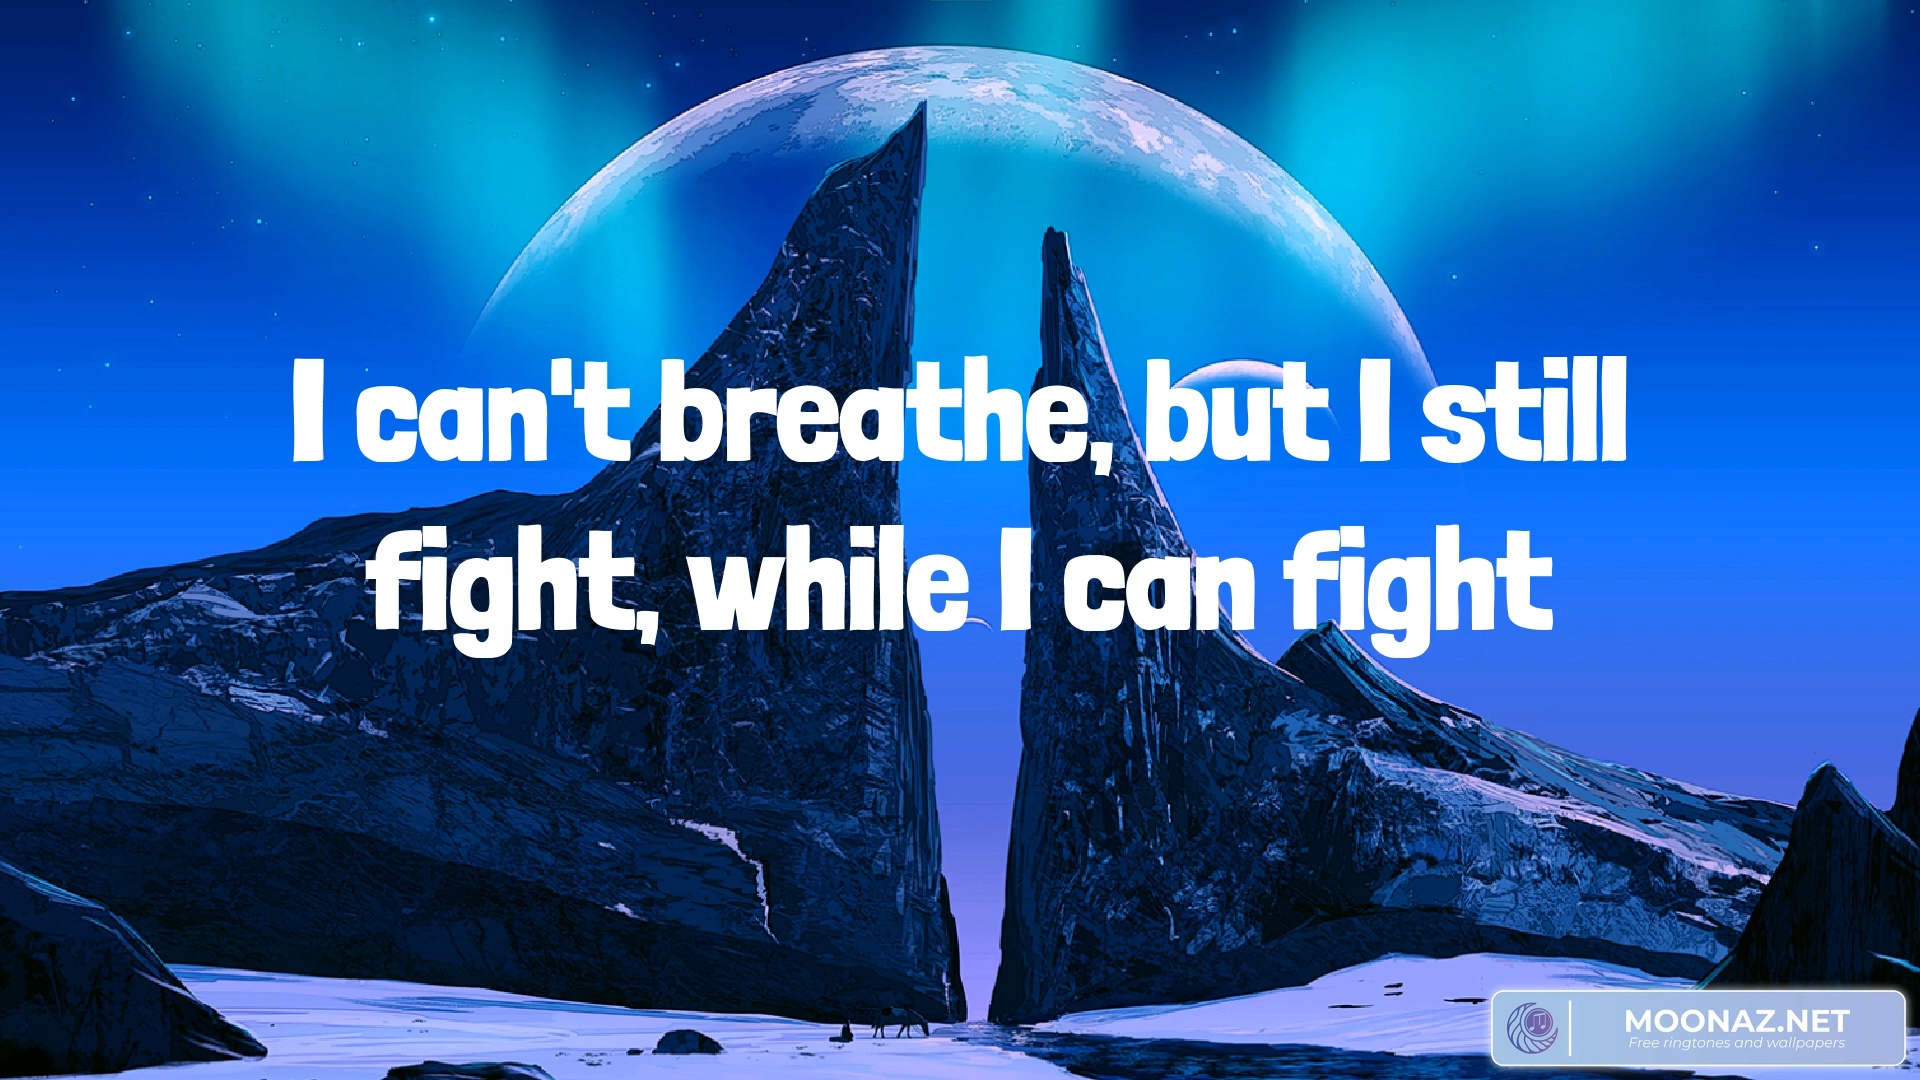 I can't breathe, but I still
fight, while I can fight
MOONAZ.NET
Free ringtones and wallpapers